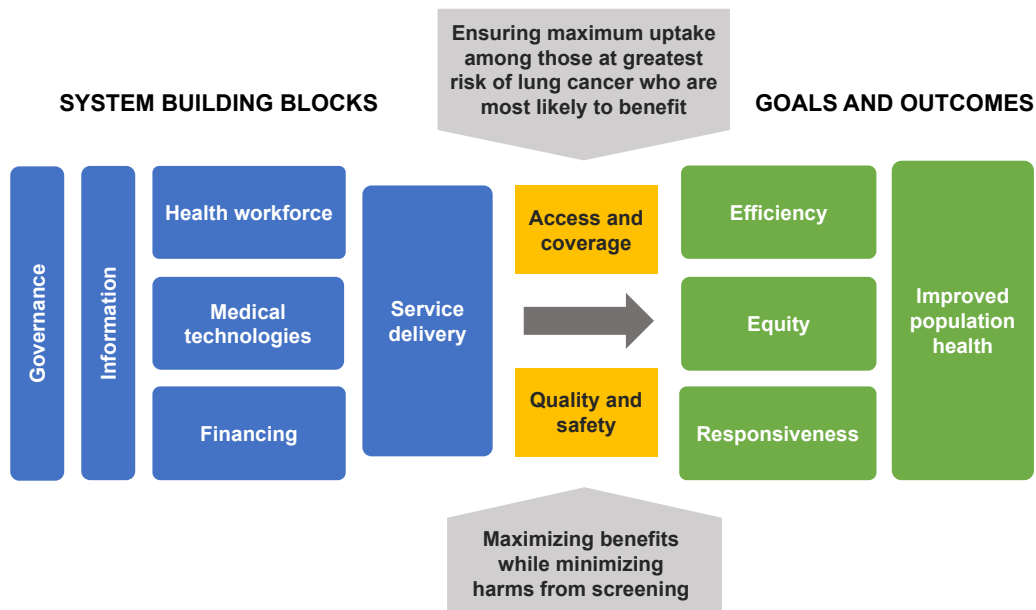 Ensuring maximum uptake
among those at greatest
risk of lung cancer who are
most likely to benefit
SYSTEM BUILDING BLOCKS
GOALS AND OUTCOMES
Governance
Information
Health workforce
Medical
technologies
Financing
Service
delivery
Access and
coverage
Quality and
safety
Efficiency
Equity
Responsiveness
Improved
population
health
Maximizing benefits
while minimizing
harms from screening